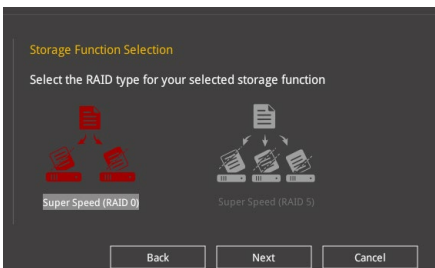 Storage Function Selection
Select the RAID type for your selected storage function
Super Speed (RAID 0)
Super Speed (RAID 5)
Back
Next
Cancel